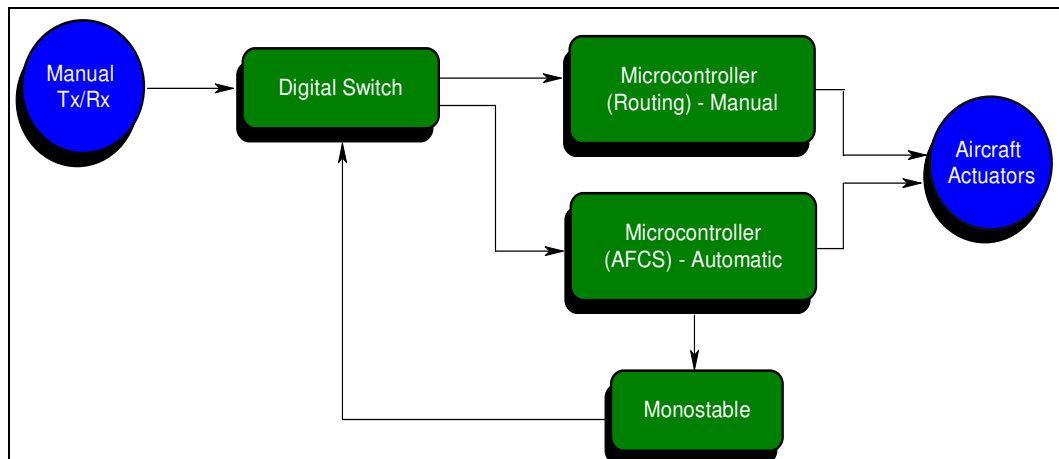 Manual
Tx/Rx
Digital Switch
Microcontroller
(Routing) - Manual
Aircraft
Actuators
Microcontroller
(AFCS) - Automatic
Monostable